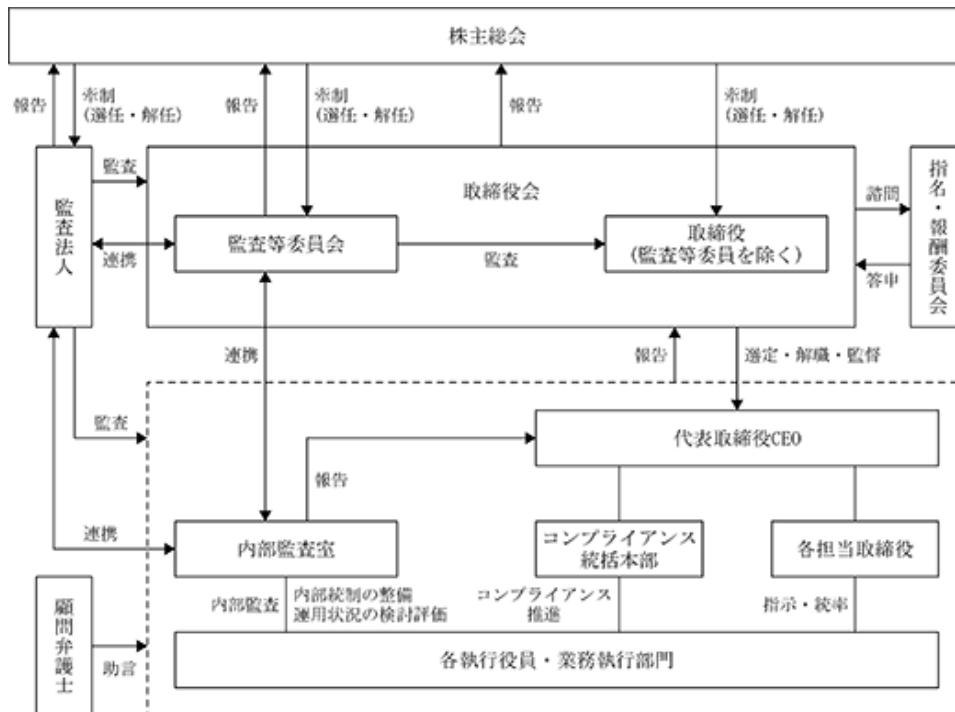 株主総会
報告
牽制
(選任・解任)
報告
牽制
(選任・解任)
報告
牽制
(選任・解任)
監査法人
監査
連携
取締役会
監査等委員会
監査
取締役
(監査等委員を除く)
諮問
答申
指名・報酬委員会
連携
報告
選定・解職・監督
監査
代表取締役CEO
報告
連携
内部監査室
コンプライアンス
統括本部
各担当取締役
内部監査
内部統制の整備
運用状況の検討評価
コンプライアンス
推進
指示・統率
顧問弁護士
助言
各執行役員・業務執行部門